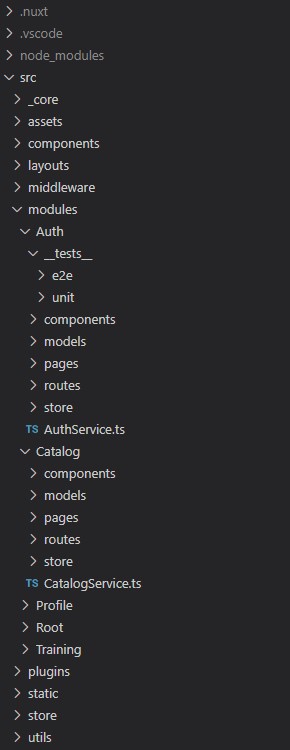 .nuxt
.vscode
node_modules
src
_core
assets
components
layouts
middleware
modules
Auth
__tests__
e2e
unit
components
models
pages
routes
store
TS AuthService.ts
Catalog
components
models
pages
routes
store
TS CatalogService.ts
Profile
Root
Training
plugins
static
store
utils